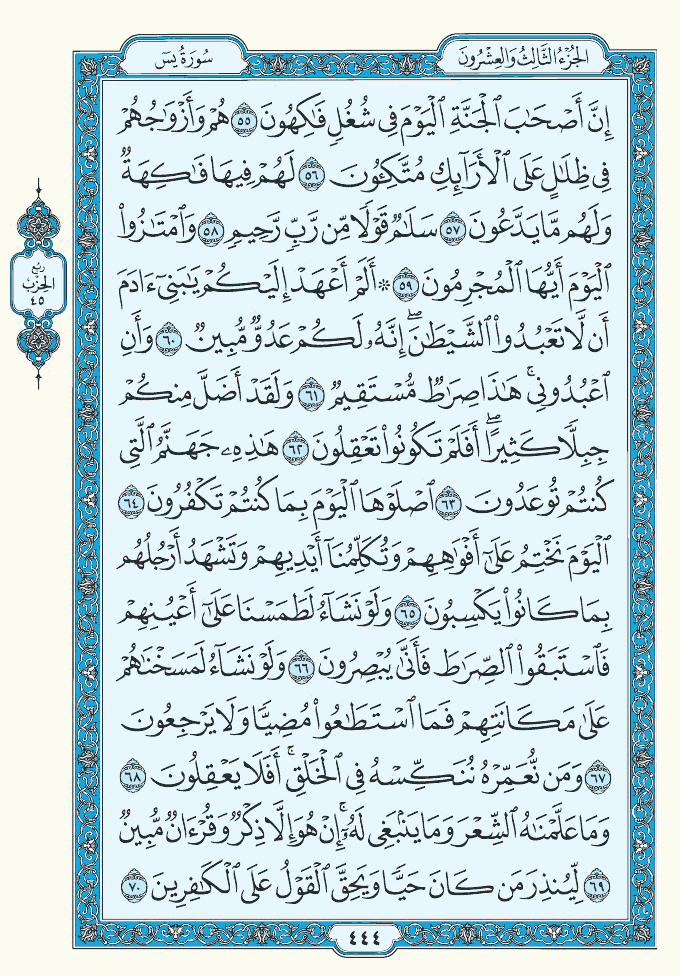 سُورَةُ يسٓ
الجُزْءُ الثَّالِثُ وَالعِشْرُونَ
إِنَّ أَصْحَٰبَ ٱلْجَنَّةِ ٱلْيَوْمَ فِى شُغُلٍ فَٰكِهُونَ ٥٥ هُمْ وَأَزْوَٰجُهُمْ
فِى ظِلَٰلٍ عَلَى ٱلْأَرَآئِكِ مُتَّكِـُٔونَ ٥٦ لَهُمْ فِيهَا فَٰكِهَةٌ
وَلَهُم مَّا يَدَّعُونَ ٥٧ سَلَٰمٌ قَوْلًا مِّن رَّبٍّ رَّحِيمٍ ٥٨ وَٱمْتَٰزُوا۟
ٱلْيَوْمَ أَيُّهَا ٱلْمُجْرِمُونَ ٥٩ ۞ أَلَمْ أَعْهَدْ إِلَيْكُمْ يَٰبَنِىٓ ءَادَمَ
أَن لَّا تَعْبُدُوا۟ ٱلشَّيْطَٰنَ ۖ إِنَّهُۥ لَكُمْ عَدُوٌّ مُّبِينٌ ٦٠ وَأَنِ
ٱعْبُدُونِى ۚ هَٰذَا صِرَٰطٌ مُّسْتَقِيمٌ ٦١ وَلَقَدْ أَضَلَّ مِنكُمْ
جِبِلًّا كَثِيرًا ۖ أَفَلَمْ تَكُونُوا۟ تَعْقِلُونَ ٦٢ هَٰذِهِۦ جَهَنَّمُ ٱلَّتِى
كُنتُمْ تُوعَدُونَ ٦٣ ٱصْلَوْهَا ٱلْيَوْمَ بِمَا كُنتُمْ تَكْفُرُونَ ٦٤
ٱلْيَوْمَ نَخْتِمُ عَلَىٰٓ أَفْوَٰهِهِمْ وَتُكَلِّمُنَآ أَيْدِيهِمْ وَتَشْهَدُ أَرْجُلُهُم
بِمَا كَانُوا۟ يَكْسِبُونَ ٦٥ وَلَوْ نَشَآءُ لَطَمَسْنَا عَلَىٰٓ أَعْيُنِهِمْ
فَٱسْتَبَقُوا۟ ٱلصِّرَٰطَ فَأَنَّىٰ يُبْصِرُونَ ٦٦ وَلَوْ نَشَآءُ لَمَسَخْنَٰهُمْ
عَلَىٰ مَكَانَتِهِمْ فَمَا ٱسْتَطَٰعُوا۟ مُضِيًّا وَلَا يَرْجِعُونَ
٦٧ وَمَن نُّعَمِّرْهُ نُنَكِّسْهُ فِى ٱلْخَلْقِ ۚ أَفَلَا يَعْقِلُونَ ٦٨
وَمَا عَلَّمْنَٰهُ ٱلشِّعْرَ وَمَا يَنۢبَغِى لَهُۥٓ ۚ إِنْ هُوَ إِلَّا ذِكْرٌ وَقُرْءَانٌ مُّبِينٌ
٦٩ لِّيُنذِرَ مَن كَانَ حَيًّا وَيَحِقَّ ٱلْقَوْلُ عَلَى ٱلْكَٰفِرِينَ ٧٠
رُبُع
الحِزْبِ
٤٥
٤٤٤